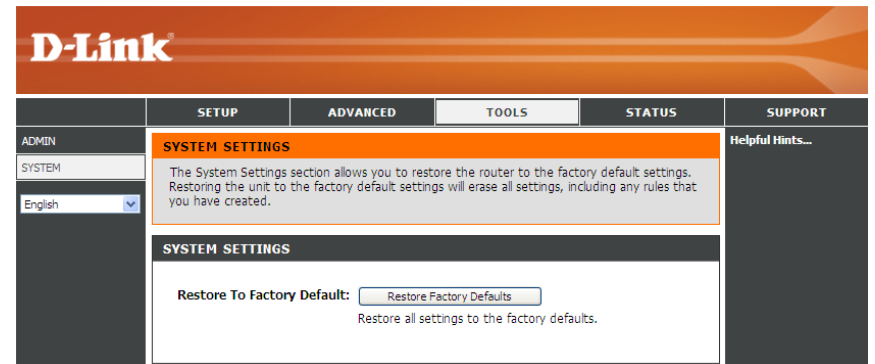 D-Link
SETUP
ADVANCED
TOOLS
STATUS
SUPPORT
ADMIN
SYSTEM
English
SYSTEM SETTINGS
The System Settings section allows you to restore the router to the factory default settings.
Restoring the unit to the factory default settings will erase all settings, including any rules that
you have created.
SYSTEM SETTINGS
Restore To Factory Default:
Restore Factory Defaults
Restore all settings to the factory defaults.
Helpful Hints...